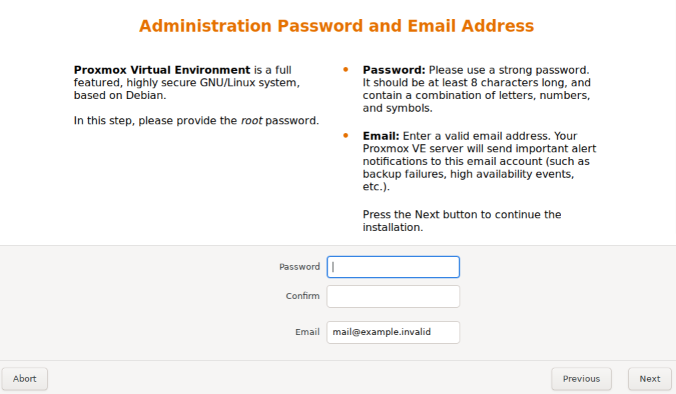 Administration Password and Email Address
Proxmox Virtual Environment is a full
featured, highly secure GNU/Linux system,
based on Debian.
In this step, please provide the root password.
• Password: Please use a strong password.
It should be at least 8 characters long, and
contain a combination of letters, numbers,
and symbols.
• Email: Enter a valid email address. Your
Proxmox VE server will send important alert
notifications to this email account (such as
backup failures, high availability events,
etc.).
Press the Next button to continue the
installation.
Password
Confirm
Email mail@example.invalid
Abort Previous Next